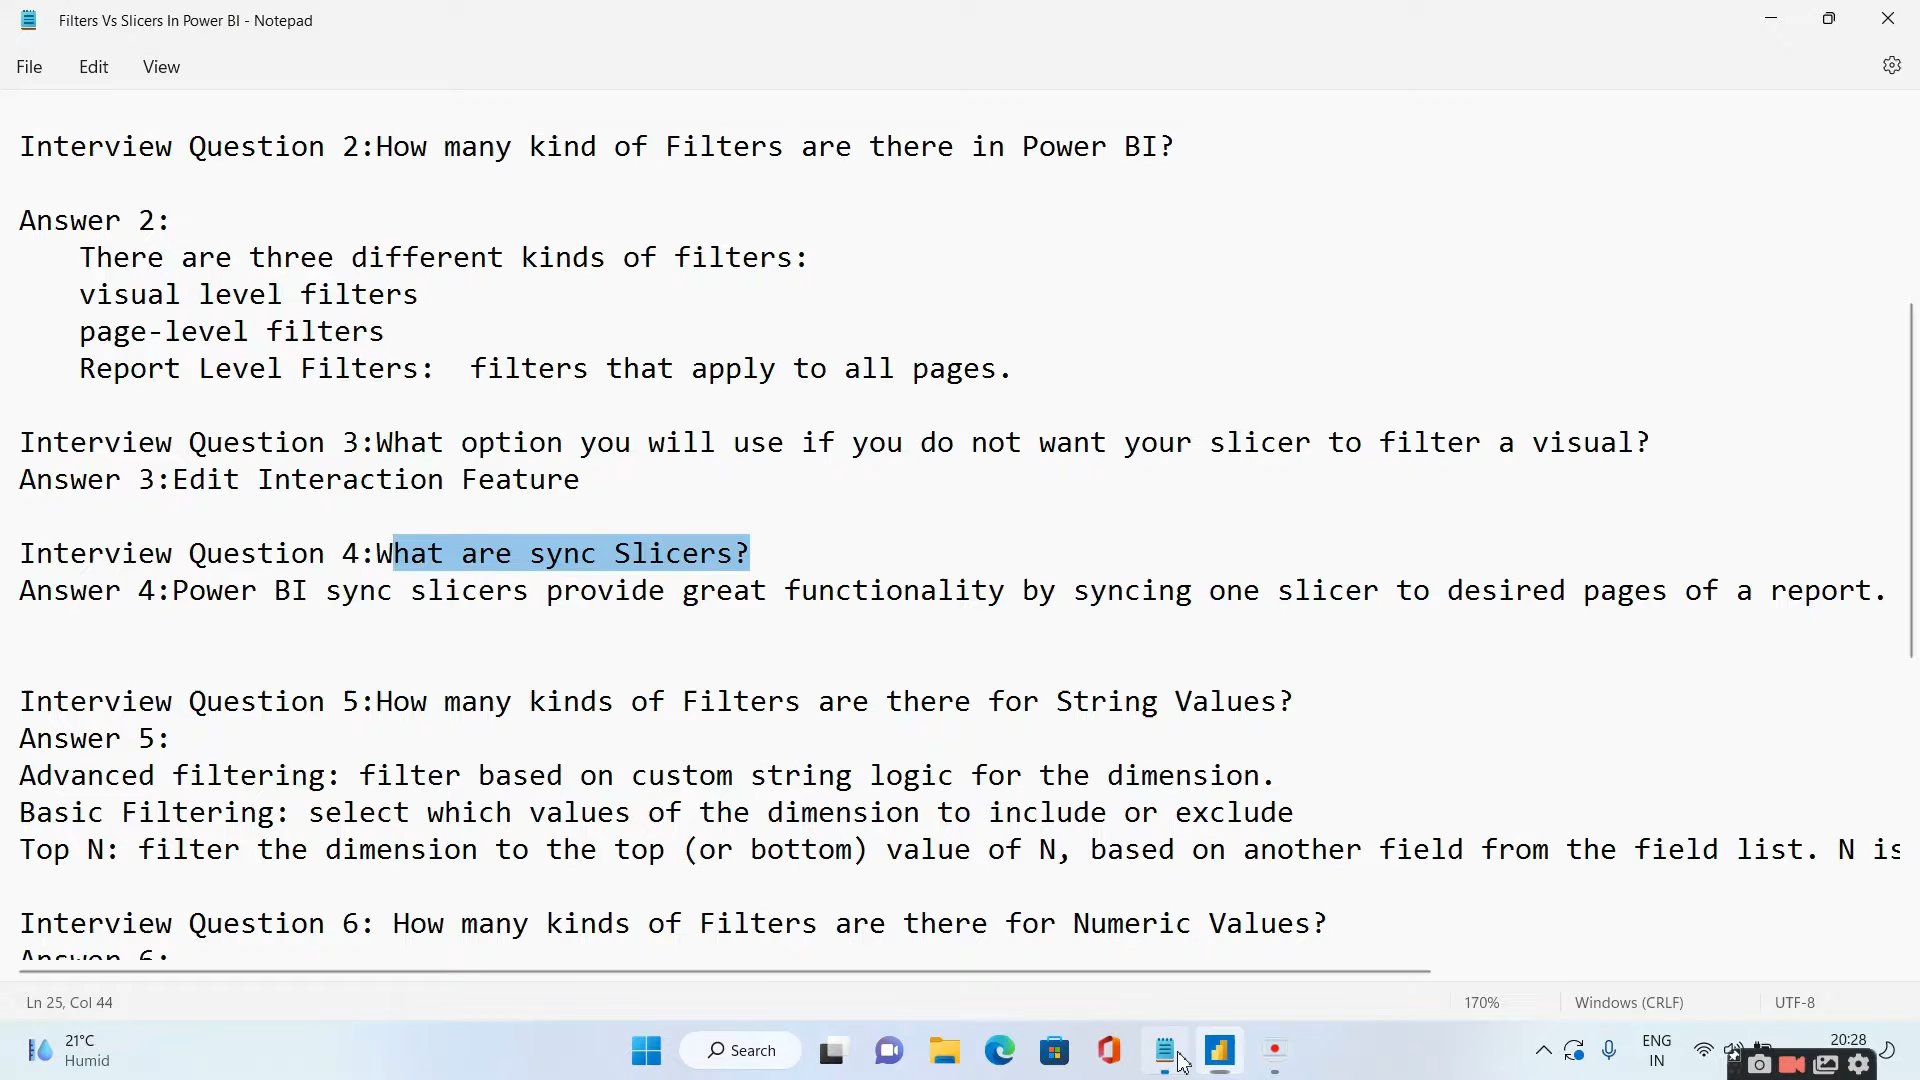 Filters Vs Slicers In Power BI - Notepad
File Edit View
Interview Question 2:How many kind of Filters are there in Power BI?
Answer 2:
There are three different kinds of filters:
visual level filters
page-level filters
Report Level Filters:  filters that apply to all pages.
Interview Question 3:What option you will use if you do not want your slicer to filter a visual?
Answer 3:Edit Interaction Feature
Interview Question 4:What are sync Slicers?
Answer 4:Power BI sync slicers provide great functionality by syncing one slicer to desired pages of a report.
Interview Question 5:How many kinds of Filters are there for String Values?
Answer 5:
Advanced filtering: filter based on custom string logic for the dimension.
Basic Filtering: select which values of the dimension to include or exclude
Top N: filter the dimension to the top (or bottom) value of N, based on another field from the field list. N is
Interview Question 6: How many kinds of Filters are there for Numeric Values?
Answer 6:
Ln 25, Col 44 170% Windows (CRLF) UTF-8
21°C
Humid
Search
ENG
IN
20:28